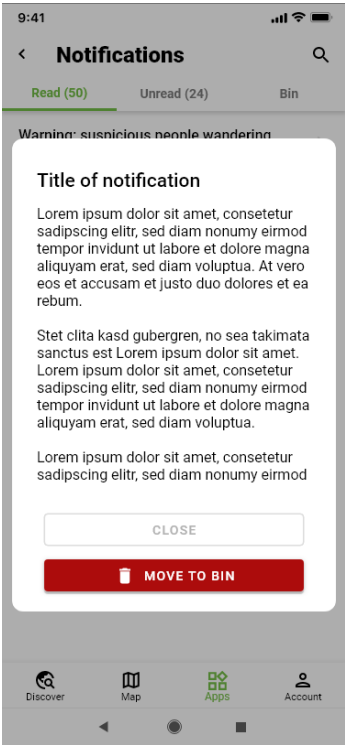 9:41
Notifications
Read (50) Unread (24) Bin
Warning: suspicious people wandering
Title of notification
Lorem ipsum dolor sit amet, consetetur
sadipscing elitr, sed diam nonumy eirmod
tempor invidunt ut labore et dolore magna
aliquyam erat, sed diam voluptua. At vero
eos et accusam et justo duo dolores et ea
rebum.
Stet clita kasd gubergren, no sea takimata
sanctus est Lorem ipsum dolor sit amet.
Lorem ipsum dolor sit amet, consetetur
sadipscing elitr, sed diam nonumy eirmod
tempor invidunt ut labore et dolore magna
aliquyam erat, sed diam voluptua.
Lorem ipsum dolor sit amet, consetetur
sadipscing elitr, sed diam nonumy eirmod
CLOSE
MOVE TO BIN
Discover Map Apps Account